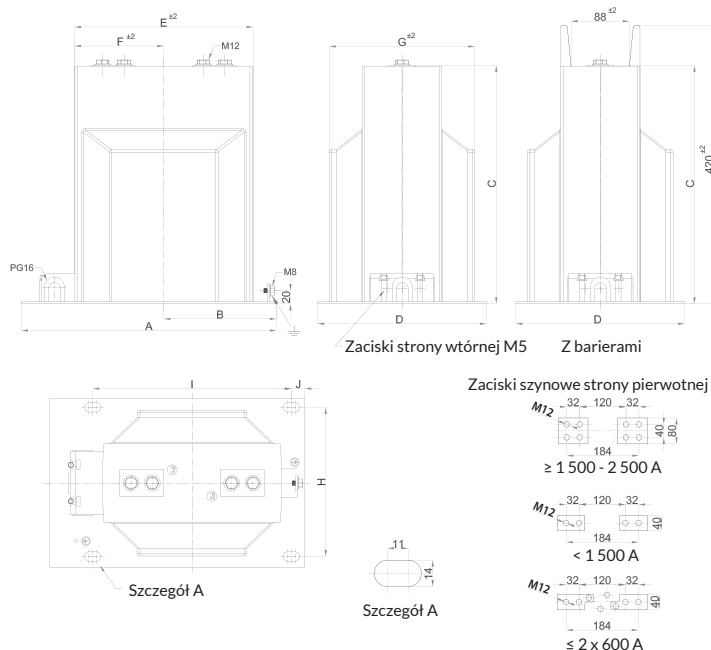 E ±2
F ±2
M12
PG16
M8
20
B
A
G ±2
C
D
Zaciski strony wtórnej M5
88 ±2
C
420 ±2
D
Z barierami
I
J
H
Szczegół A
11
14
Szczegół A
Zaciski szynowe strony pierwotnej
32 120 32
M12
40
80
184
≥ 1 500 - 2 500 A
32 120 32
M12
40
184
< 1 500 A
32 120 32
M12
40
184
≤ 2 x 600 A